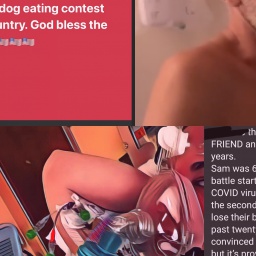 dog eating contest
untry. God bless the
FRIEND an
years.
Sam was 6
battle start
COVID viru
the second
lose their b
past twent
convinced
but it's pro